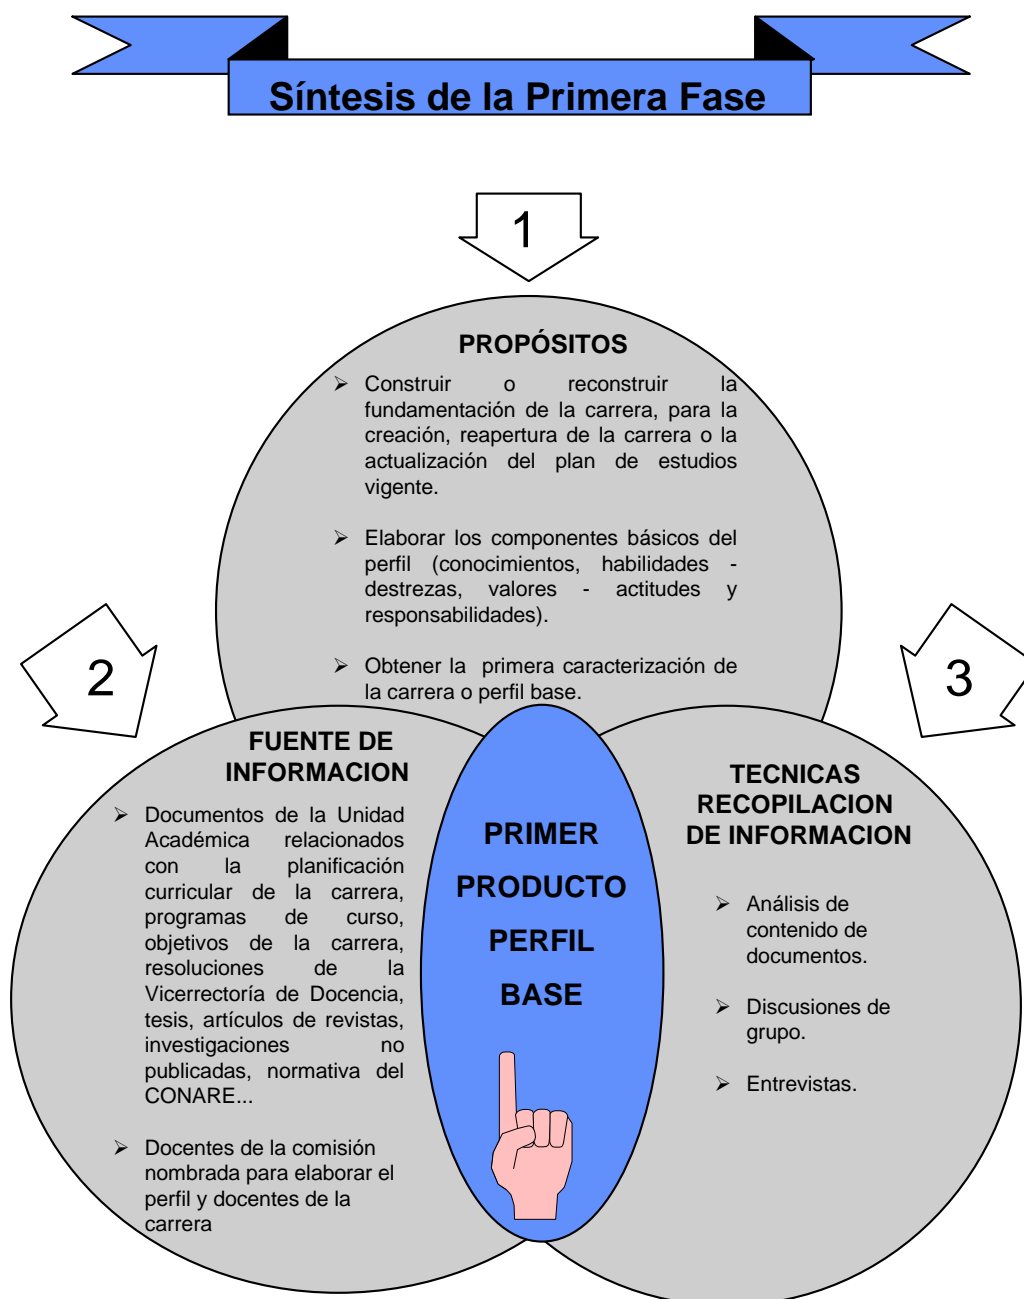 Síntesis de la Primera Fase
1
PROPÓSITOS
➢ Construir o reconstruir la
fundamentación de la carrera, para la
creación, reapertura de la carrera o la
actualización del plan de estudios
vigente.
➢ Elaborar los componentes básicos del
perfil (conocimientos, habilidades -
destrezas, valores - actitudes y
responsabilidades).
➢ Obtener la primera caracterización de
la carrera o perfil base.
2
FUENTE DE
INFORMACION
➢ Documentos de la Unidad
Académica relacionados
con la planificación
curricular de la carrera,
programas de curso,
objetivos de la carrera,
resoluciones de la
Vicerrectoría de Docencia,
tesis, artículos de revistas,
investigaciones no
publicadas, normativa del
CONARE...
➢ Docentes de la comisión
nombrada para elaborar el
perfil y docentes de la
carrera
PRIMER
PRODUCTO
PERFIL
BASE
3
TECNICAS
RECOPILACION
DE INFORMACION
➢ Análisis de
contenido de
documentos.
➢ Discusiones de
grupo.
➢ Entrevistas.